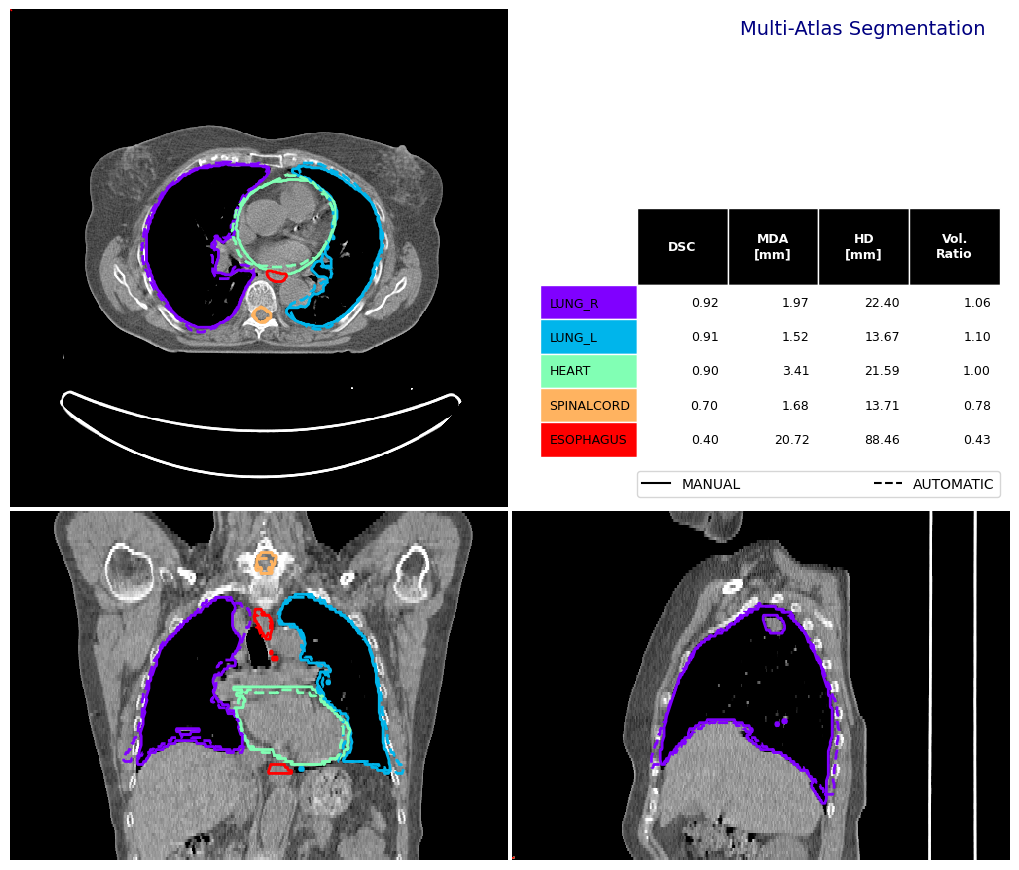 Multi-Atlas Segmentation
DSC MDA [mm] HD [mm] Vol. Ratio
LUNG_R 0.92 1.97 22.40 1.06
LUNG_L 0.91 1.52 13.67 1.10
HEART 0.90 3.41 21.59 1.00
SPINALCORD 0.70 1.68 13.71 0.78
ESOPHAGUS 0.40 20.72 88.46 0.43
MANUAL AUTOMATIC